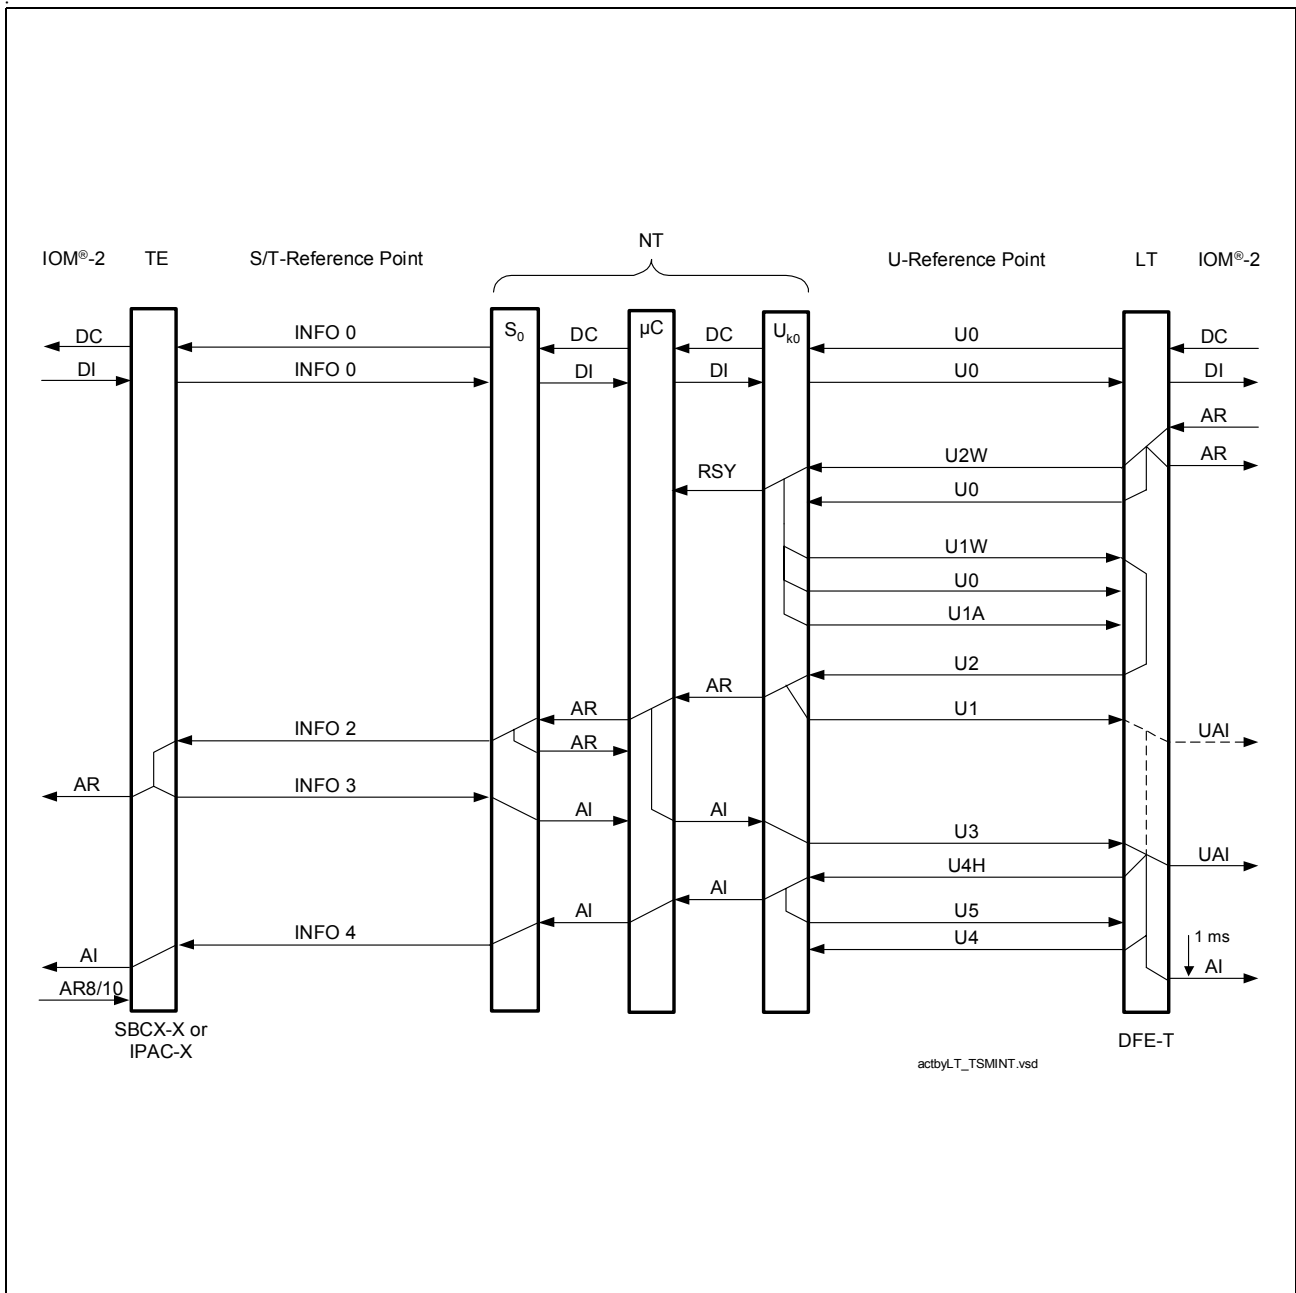 NT
IOM®-2 TE S/T-Reference Point U-Reference Point LT IOM®-2
S0 µC Uk0
DC INFO 0 DC DC U0 DC
DI INFO 0 DI DI U0 DI
AR
U2W AR
RSY
U0
U1W
U0
U1A
U2
AR
AR U1
INFO 2 AR UAI
AR INFO 3
AI AI U3
UAI
U4H
AI
AI U5
INFO 4 U4 1 ms
AI AI
AR8/10
SBCX-X or
IPAC-X
DFE-T
actbyLT_TSMINT.vsd